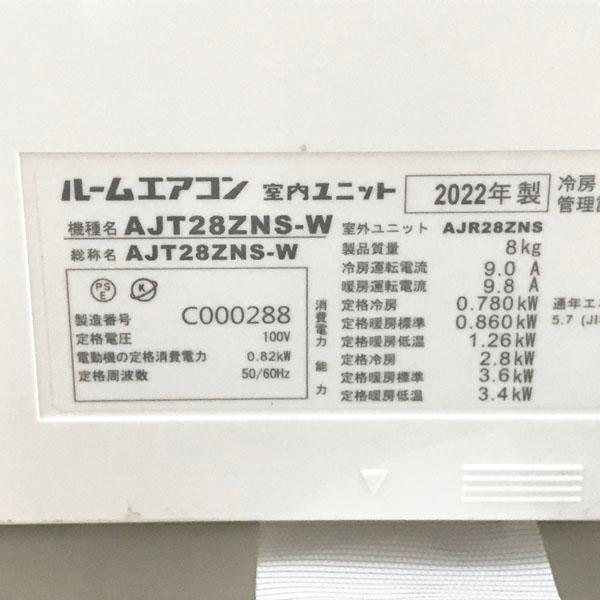 ルームエアコン 室内ユニット 2022年 製 冷房
機種名 AJT28ZNS-W 室外ユニット AJR28ZNS 管理
総称名 AJT28ZNS-W 製品質量 8kg
冷房運転電流 9.0 A
暖房運転電流 9.8 A
PS E K
製造番号 C000288
定格電圧 100V
電動機の定格消費電力 0.82kW
定格周波数 50/60Hz
消費電力
定格冷房 0.780kW 通年エネ
定格暖房標準 0.860kW 5.7 (JI
定格暖房低温 1.26kW
能力
定格冷房 2.8kW
定格暖房標準 3.6kW
定格暖房低温 3.4kW